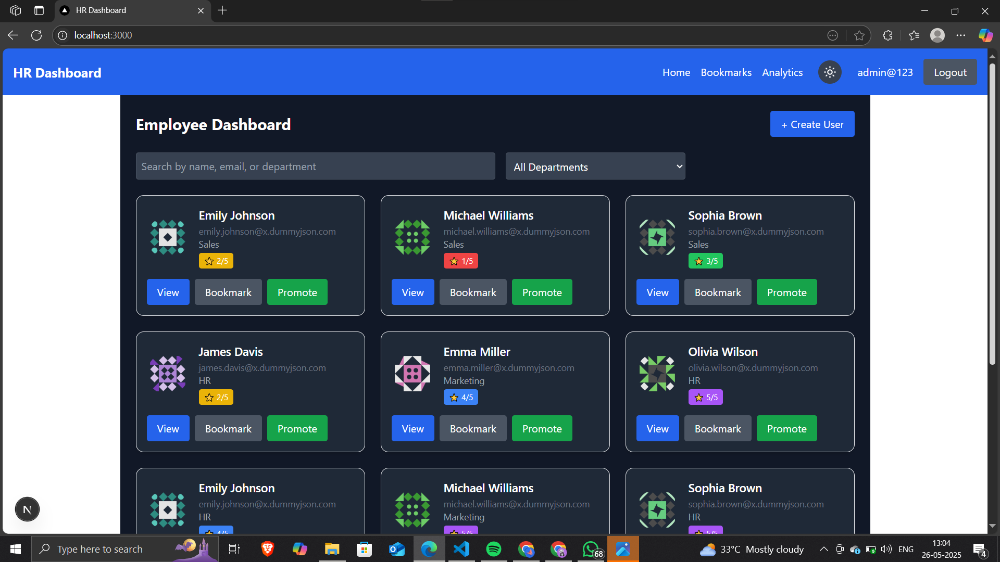 HR Dashboard
localhost:3000
HR Dashboard
Home Bookmarks Analytics admin@123 Logout
Employee Dashboard
+ Create User
Search by name, email, or department
All Departments
Emily Johnson
emily.johnson@x.dummyjson.com
Sales
2/5
View Bookmark Promote
Michael Williams
michael.williams@x.dummyjson.com
Sales
1/5
View Bookmark Promote
Sophia Brown
sophia.brown@x.dummyjson.com
Sales
3/5
View Bookmark Promote
James Davis
james.davis@x.dummyjson.com
HR
2/5
View Bookmark Promote
Emma Miller
emma.miller@x.dummyjson.com
Marketing
4/5
View Bookmark Promote
Olivia Wilson
olivia.wilson@x.dummyjson.com
HR
5/5
View Bookmark Promote
Emily Johnson
emily.johnson@x.dummyjson.com
HR
4/5
Michael Williams
michael.williams@x.dummyjson.com
Marketing
5/5
Sophia Brown
sophia.brown@x.dummyjson.com
HR
5/5
N
Type here to search
68
33°C Mostly cloudy
ENG
13:04
26-05-2025
4